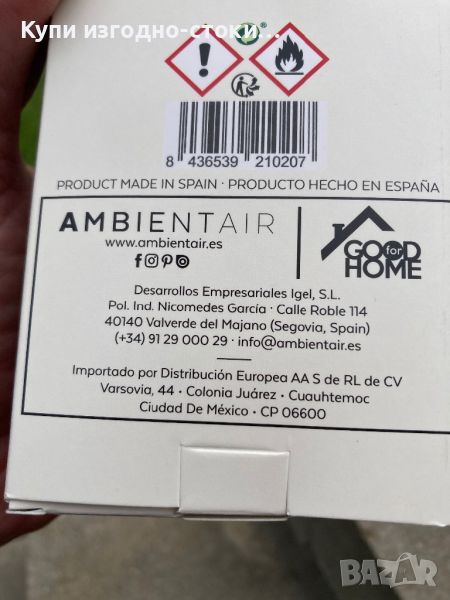 Купи изгодно-стоки...
8 436539 210207
PRODUCT MADE IN SPAIN · PRODUCTO HECHO EN ESPAÑA
AMBIENTAIR
www.ambientair.es
GOOD for
HOME
Desarrollos Empresariales Igel, S.L.
Pol. Ind. Nicomedes García · Calle Roble 114
40140 Valverde del Majano (Segovia, Spain)
(+34) 91 29 000 29 · info@ambientair.es
Importado por Distribución Europea AA S de RL de CV
Varsovia, 44 · Colonia Juárez · Cuauhtemoc
Ciudad De México · CP 06600
BAZAR